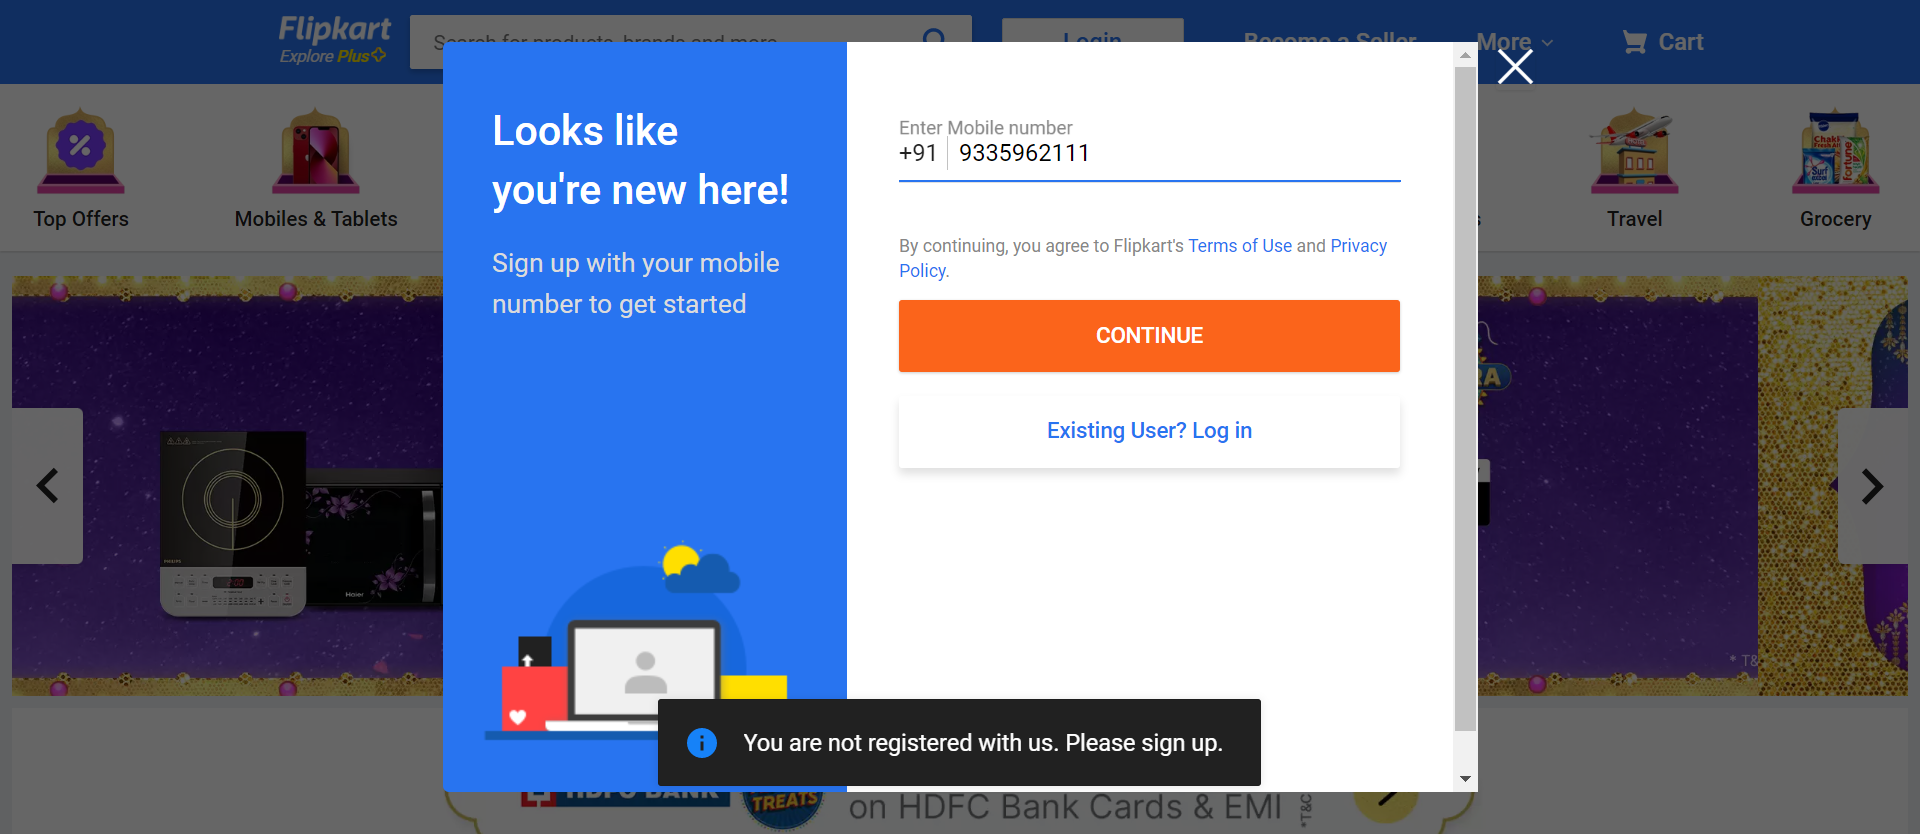 Flipkart
Explore Plus
Search for products, brands and more
Login
Become a Seller
More
Cart
Top Offers
Mobiles & Tablets
Travel
Grocery
Looks like
you're new here!
Sign up with your mobile
number to get started
Enter Mobile number
+91 9335962111
By continuing, you agree to Flipkart's Terms of Use and Privacy
Policy.
CONTINUE
Existing User? Log in
PHILIPS
Haier
You are not registered with us. Please sign up.
HDFC BANK
TREATS
on HDFC Bank Cards & EMI
*T&C